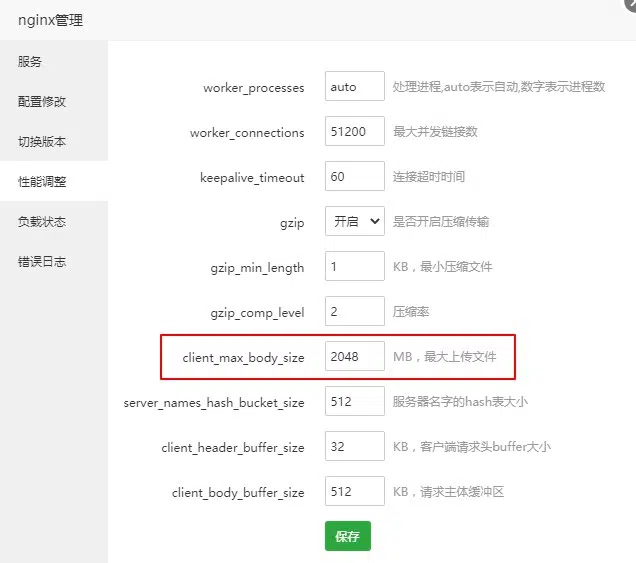 nginx管理
服务
配置修改
切换版本
性能调整
负载状态
错误日志
worker_processes auto 处理进程,auto表示自动,数字表示进程数
worker_connections 51200 最大并发链接数
keepalive_timeout 60 连接超时时间
gzip 开启 是否开启压缩传输
gzip_min_length 1 KB，最小压缩文件
gzip_comp_level 2 压缩率
client_max_body_size 2048 MB，最大上传文件
server_names_hash_bucket_size 512 服务器名字的hash表大小
client_header_buffer_size 32 KB，客户端请求头buffer大小
client_body_buffer_size 512 KB，请求主体缓冲区
保存